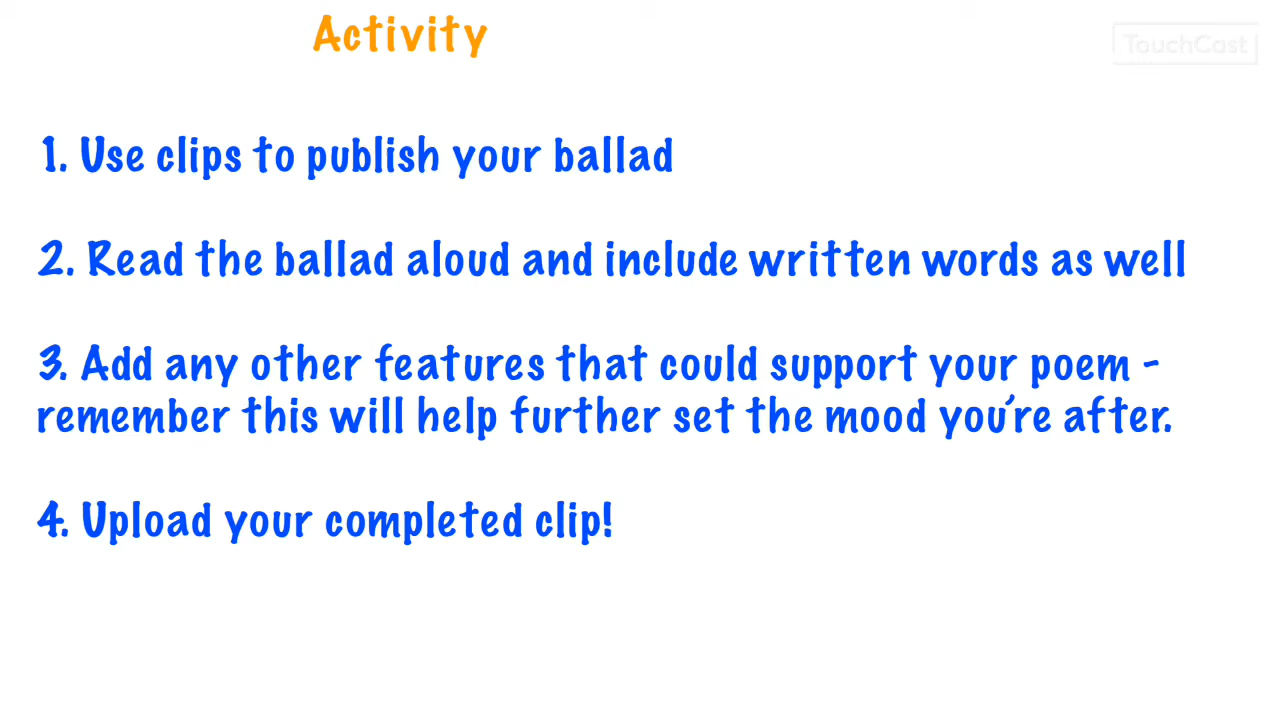 Activity
TouchCast
1. Use clips to publish your ballad
2. Read the ballad aloud and include written words as well
3. Add any other features that could support your poem -
remember this will help further set the mood you're after.
4. Upload your completed clip!